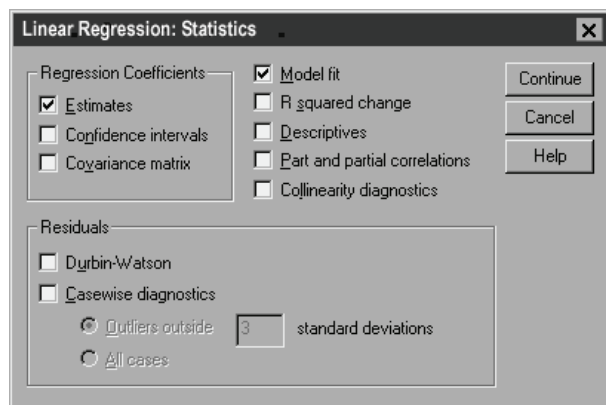 Linear Regression: Statistics
Regression Coefficients
Estimates
Confidence intervals
Covariance matrix
Model fit
R squared change
Descriptives
Part and partial correlations
Collinearity diagnostics
Continue
Cancel
Help
Residuals
Durbin-Watson
Casewise diagnostics
Outliers outside 3 standard deviations
All cases